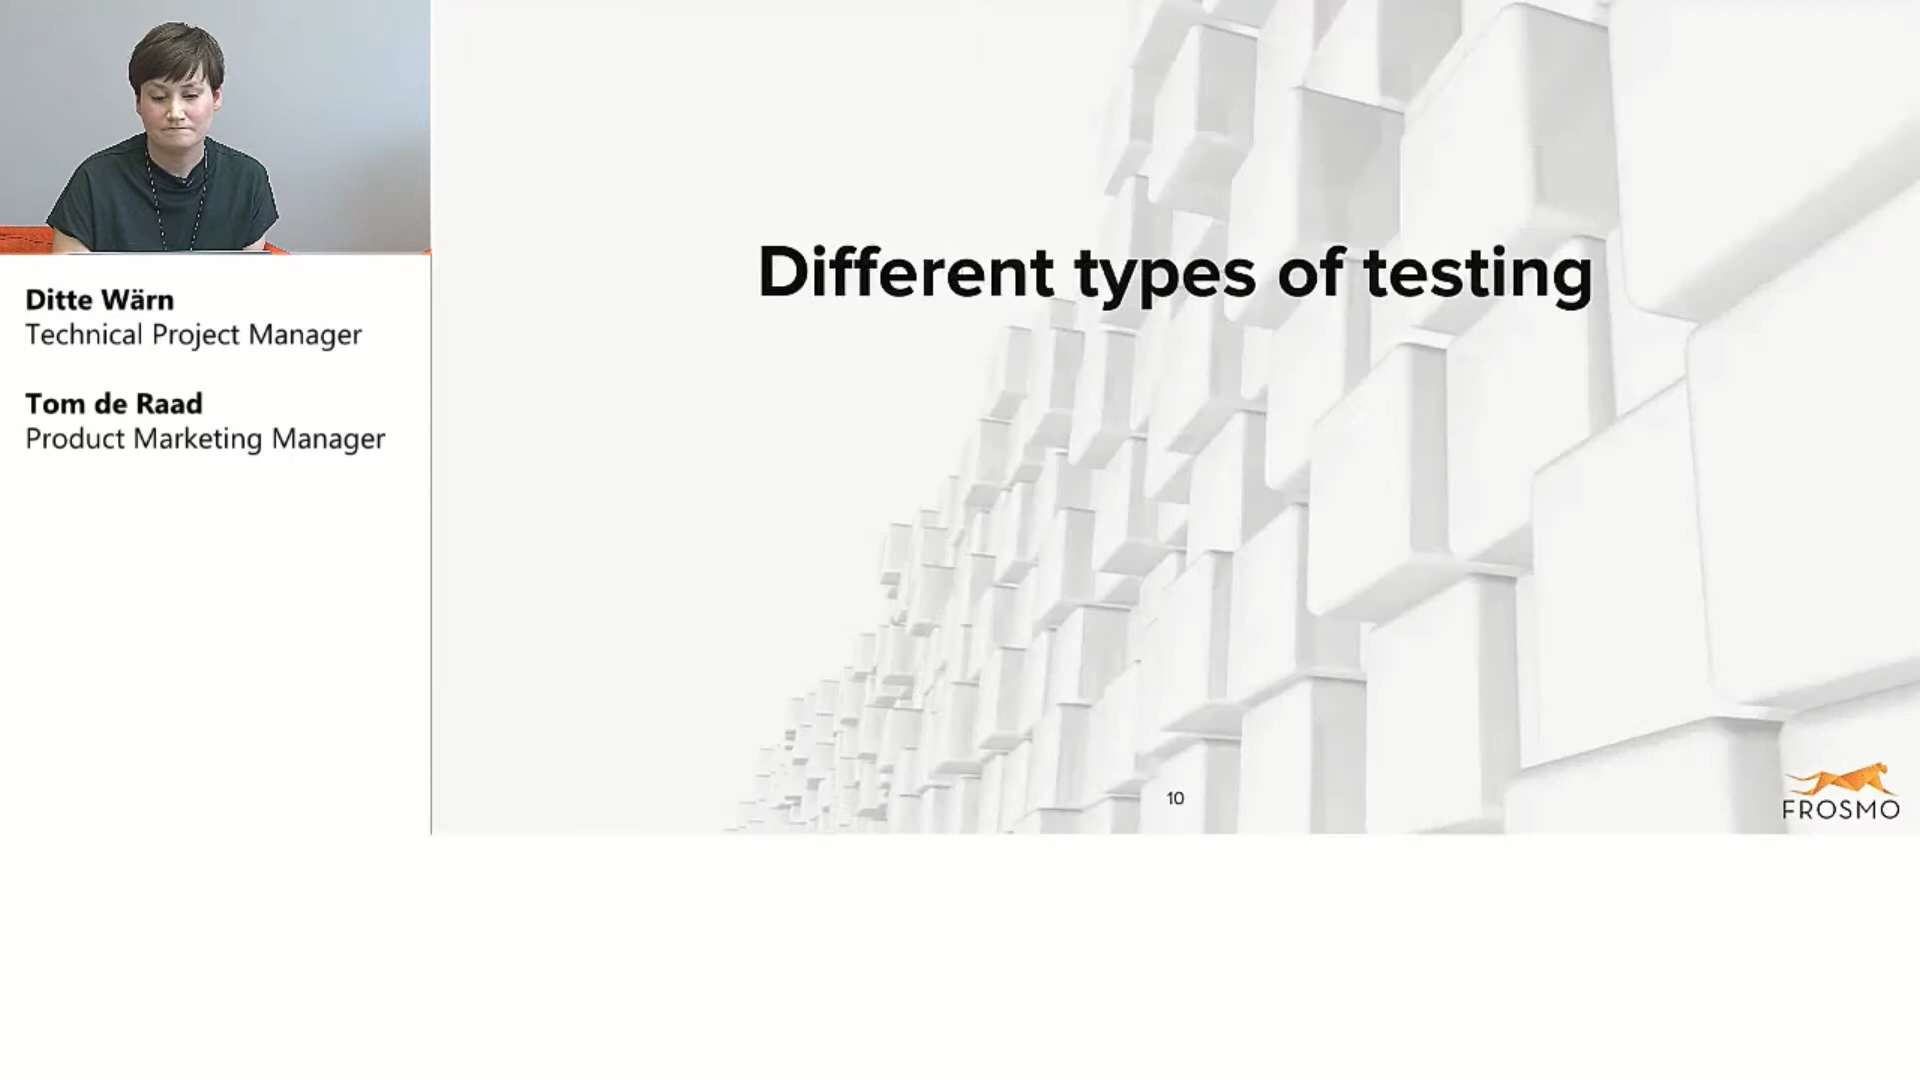 Different types of testing
Ditte Wärn
Technical Project Manager
Tom de Raad
Product Marketing Manager
10
FROSMO